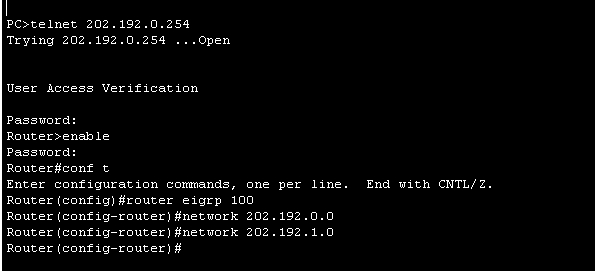 PC>telnet 202.192.0.254
Trying 202.192.0.254 ...Open
User Access Verification
Password:
Router>enable
Password:
Router#conf t
Enter configuration commands, one per line.  End with CNTL/Z.
Router(config)#router eigrp 100
Router(config-router)#network 202.192.0.0
Router(config-router)#network 202.192.1.0
Router(config-router)#